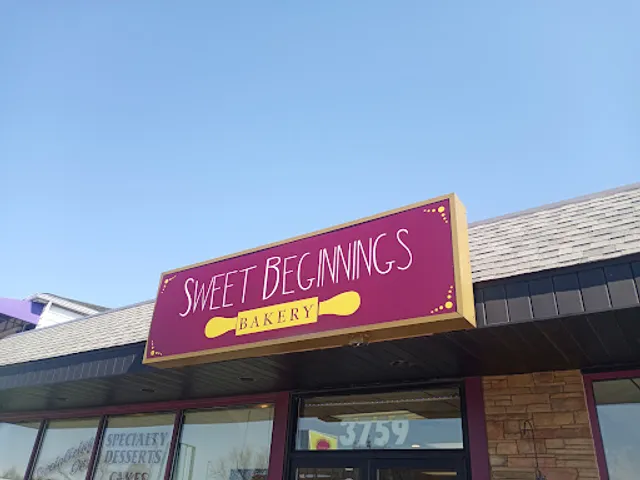 SWEET BEGINNINGS
BAKERY
3759
SPECIALTY
DESSERTS
CAKES